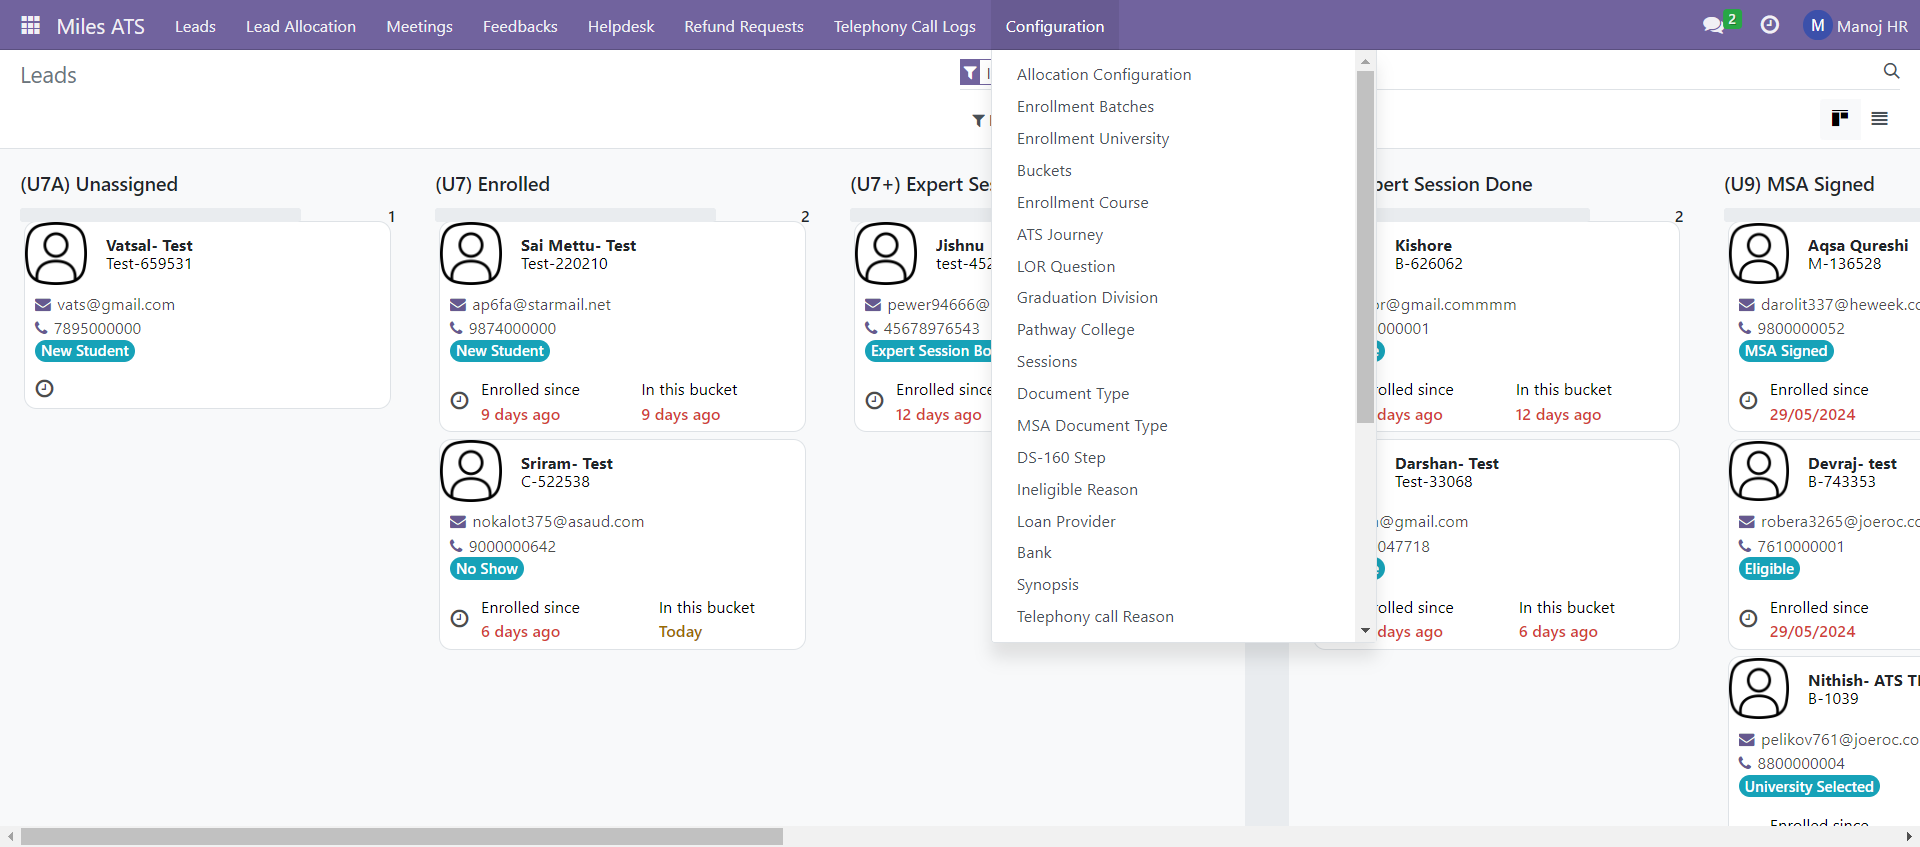 Miles ATS
Leads
Lead Allocation
Meetings
Feedbacks
Helpdesk
Refund Requests
Telephony Call Logs
Configuration
2
M
Manoj HR
Leads
Allocation Configuration
Enrollment Batches
Enrollment University
Buckets
Enrollment Course
ATS Journey
LOR Question
Graduation Division
Pathway College
Sessions
Document Type
MSA Document Type
DS-160 Step
Ineligible Reason
Loan Provider
Bank
Synopsis
Telephony call Reason
(U7A) Unassigned
1
Vatsal- Test
Test-659531
vats@gmail.com
7895000000
New Student
(U7) Enrolled
2
Sai Mettu- Test
Test-220210
ap6fa@starmail.net
9874000000
New Student
Enrolled since
In this bucket
9 days ago
9 days ago
Sriram- Test
C-522538
nokalot375@asaud.com
9000000642
No Show
Enrolled since
In this bucket
6 days ago
Today
(U7+) Expert Se
Jishnu
test-452
pewer94666@
45678976543
Expert Session Bo
Enrolled since
12 days ago
pert Session Done
2
Kishore
B-626062
or@gmail.commmm
000001
olled since
In this bucket
days ago
12 days ago
Darshan- Test
Test-33068
@gmail.com
047718
olled since
In this bucket
days ago
6 days ago
(U9) MSA Signed
Aqsa Qureshi
M-136528
darolit337@heweek.co
9800000052
MSA Signed
Enrolled since
29/05/2024
Devraj- test
B-743353
robera3265@joeroc.co
7610000001
Eligible
Enrolled since
29/05/2024
Nithish- ATS T
B-1039
pelikov761@joeroc.co
8800000004
University Selected
Enrolled since